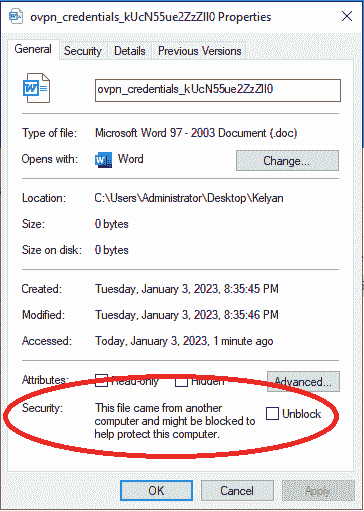 ovpn_credentials_kUcN55ue2ZzZIl0 Properties
General Security Details Previous Versions
ovpn_credentials_kUcN55ue2ZzZIl0
Type of file: Microsoft Word 97 - 2003 Document (.doc)
Opens with: Word Change...
Location: C:\Users\Administrator\Desktop\Kelyan
Size: 0 bytes
Size on disk: 0 bytes
Created: Tuesday, January 3, 2023, 8:35:45 PM
Modified: Tuesday, January 3, 2023, 8:35:46 PM
Accessed: Today, January 3, 2023, 1 minute ago
Attributes: Read-only Hidden Advanced...
Security: This file came from another
computer and might be blocked to
help protect this computer.
Unblock
OK Cancel Apply